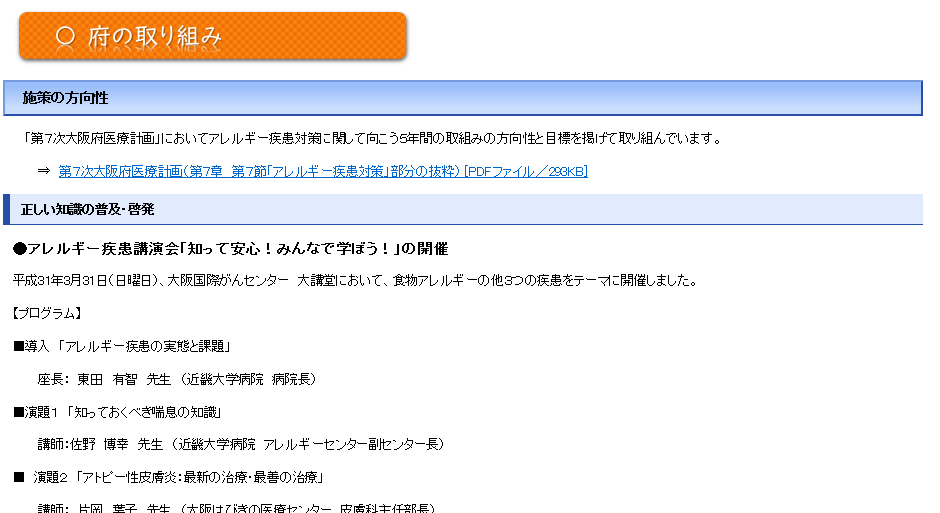 ○ 府の取り組み
施策の方向性
「第7次大阪府医療計画」においてアレルギー疾患対策に関して向こう5年間の取組みの方向性と目標を掲げて取り組んでいます。
⇒ 第7次大阪府医療計画(第7章 第7節「アレルギー疾患対策」部分の抜粋) [PDFファイル/293KB]
正しい知識の普及・啓発
●アレルギー疾患講演会「知って安心!みんなで学ぼう!」の開催
平成31年3月31日(日曜日)、大阪国際がんセンター 大講堂において、食物アレルギーの他3つの疾患をテーマに開催しました。
【プログラム】
■導入 「アレルギー疾患の実態と課題」
座長: 東田 有智 先生 (近畿大学病院 病院長)
■演題1 「知っておくべき喘息の知識」
講師:佐野 博幸 先生 (近畿大学病院 アレルギーセンター副センター長)
■ 演題2 「アトピー性皮膚炎:最新の治療・最善の治療」
講師: 片岡 葉子 先生 (大阪はびきの医療センター 皮膚科主任部長)